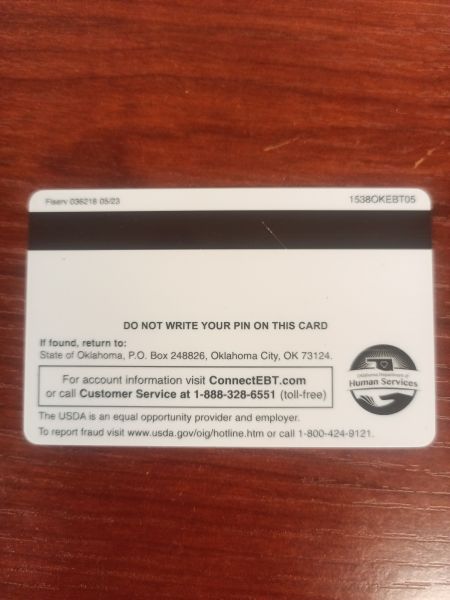 Fiserv 036218 05/23
1538OKEBT05
DO NOT WRITE YOUR PIN ON THIS CARD
If found, return to:
State of Oklahoma, P.O. Box 248826, Oklahoma City, OK 73124.
For account information visit ConnectEBT.com
or call Customer Service at 1-888-328-6551 (toll-free)
Oklahoma Department of
Human Services
The USDA is an equal opportunity provider and employer.
To report fraud visit www.usda.gov/oig/hotline.htm or call 1-800-424-9121.